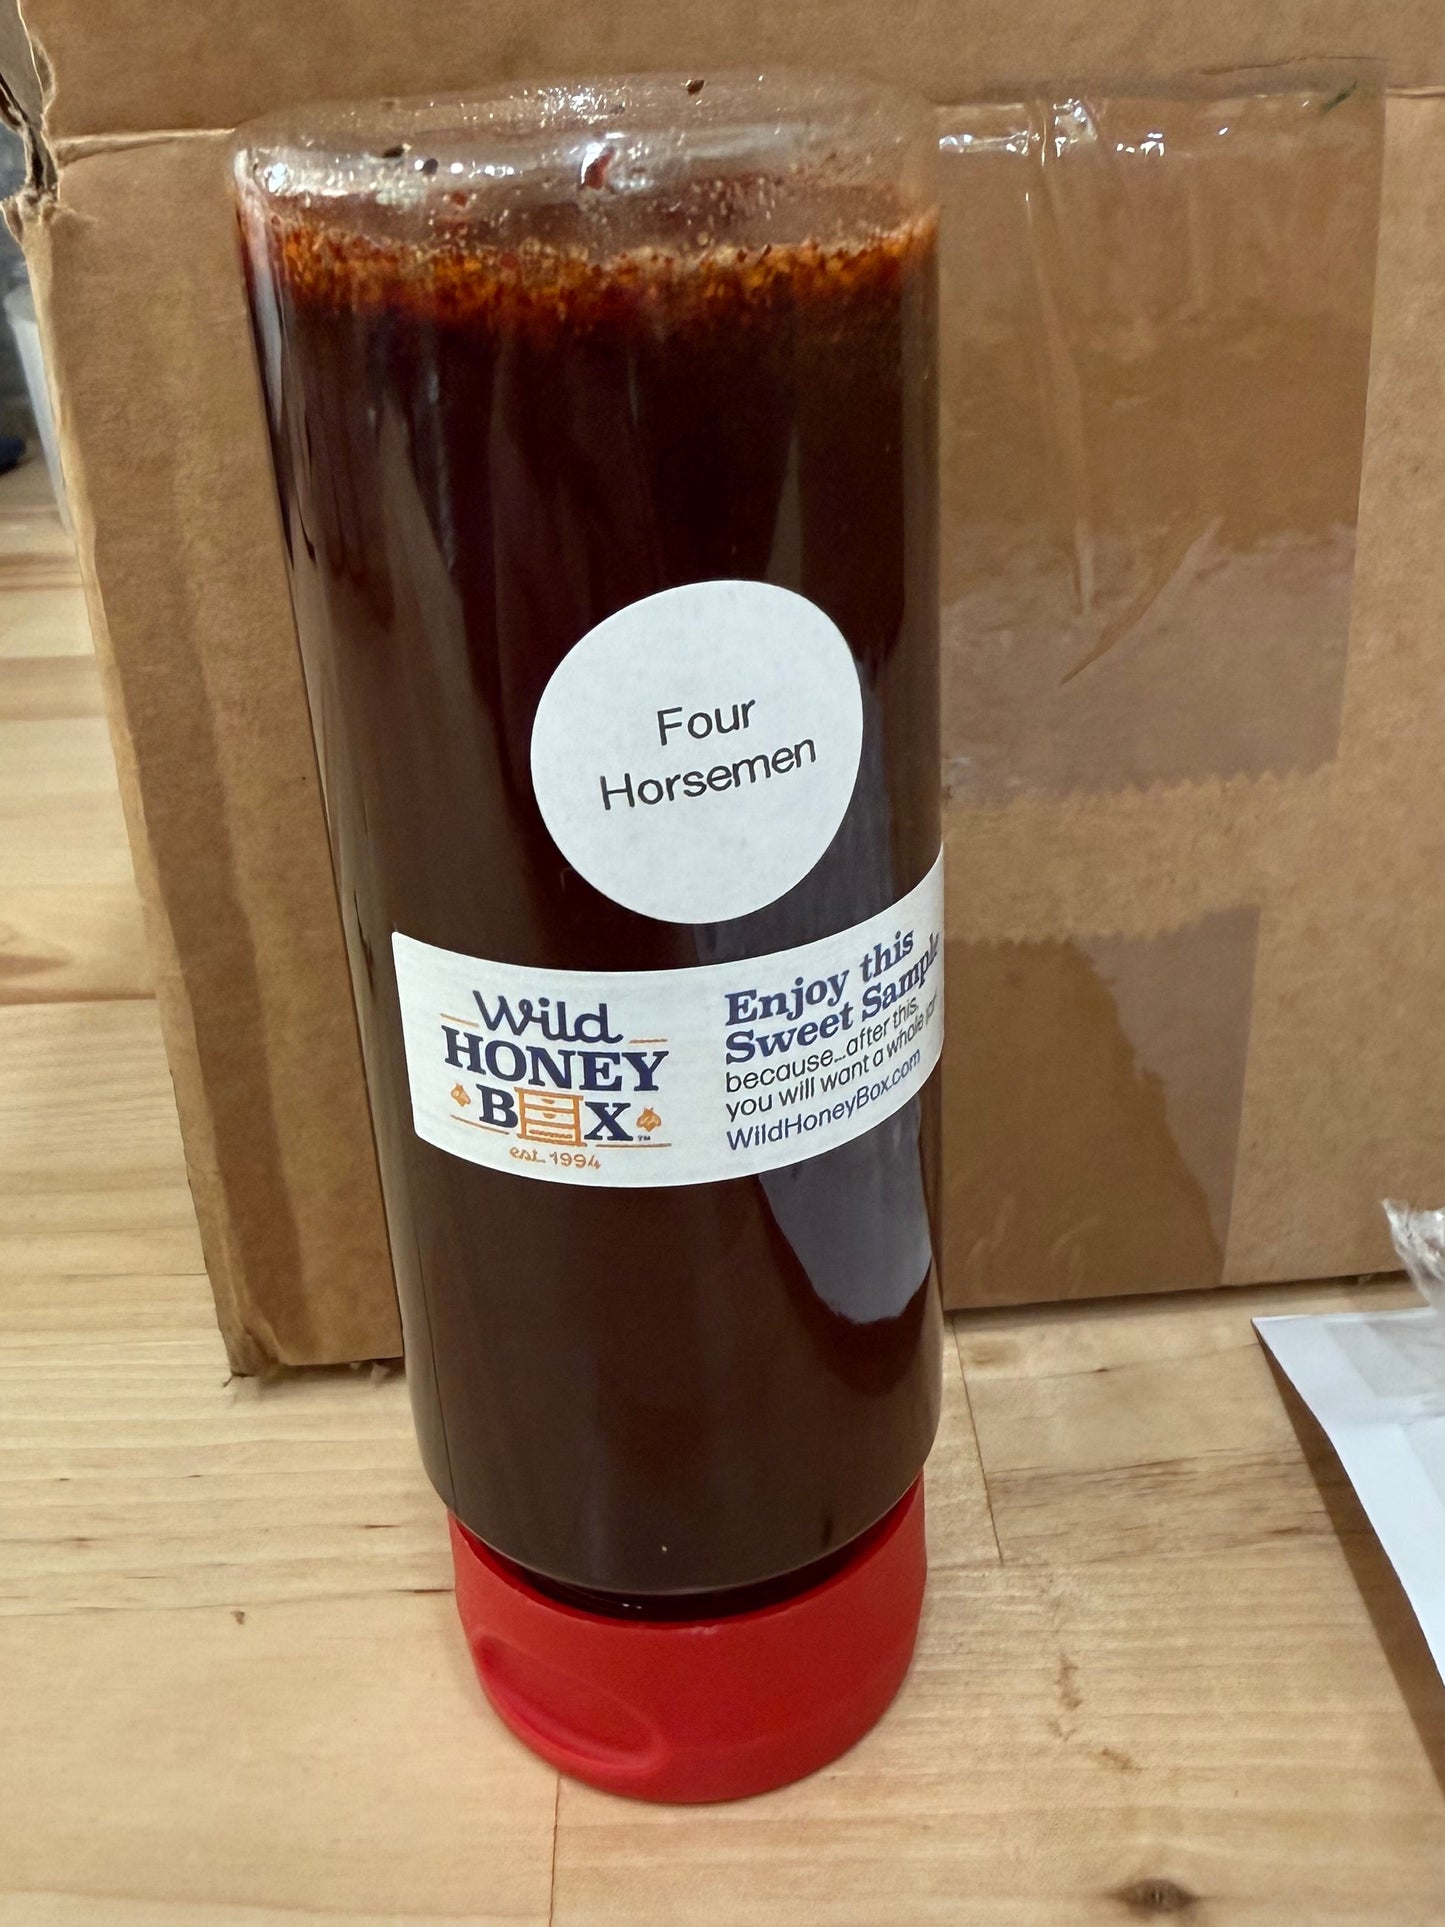 Four
Horsemen
Wild
HONEY
BOX™
est. 1994
Enjoy this
Sweet Sample
because...after this,
you will want a whole jar!
WildHoneyBox.com